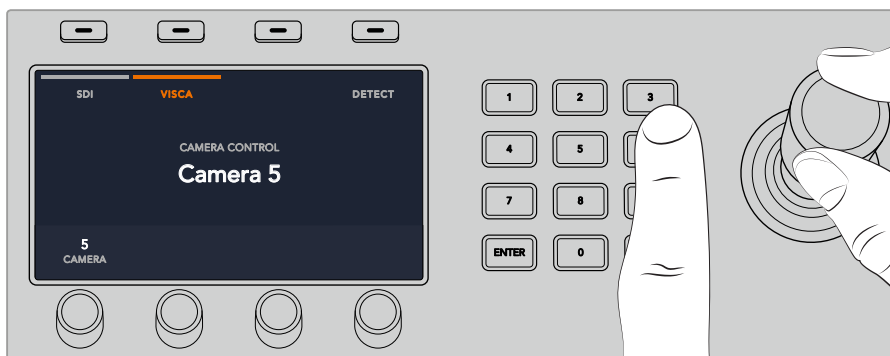 SDI VISCA DETECT
CAMERA CONTROL
Camera 5
5
CAMERA
1 2 3
4 5
7 8
ENTER 0